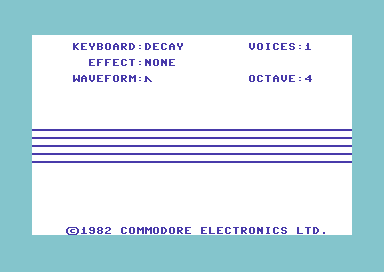 KEYBOARD:DECAY VOICES:1
EFFECT:NONE
WAVEFORM: OCTAVE:4
©1982 COMMODORE ELECTRONICS LTD.